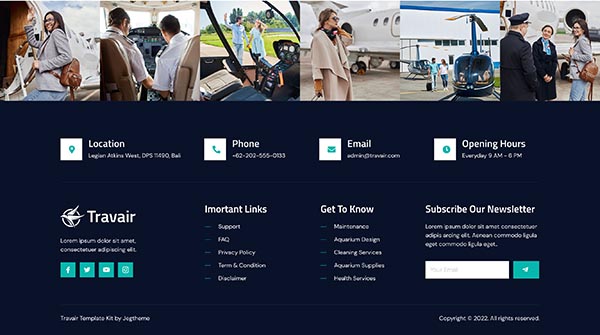 Location
Legian Atkins West, DPS 11490, Bali
Phone
+62-202-555-0133
Email
admin@travair.com
Opening Hours
Everyday 9 AM - 6 PM
Travair
Lorem ipsum dolor sit amet,
consectetuer adipiscing elit.
Imortant Links
Support
FAQ
Privacy Policy
Term & Condition
Disclaimer
Get To Know
Maintenance
Aquarium Design
Cleaning Services
Aquarium Supplies
Health Services
Subscribe Our Newsletter
Lorem ipsum dolor sit amet, consectetuer
adipis arcing elit. Aenean commodo ligula
eget commodo ligula eget..
Your Email
Travair Template Kit by Jegtheme
Copyright © 2022. All rights reserved.